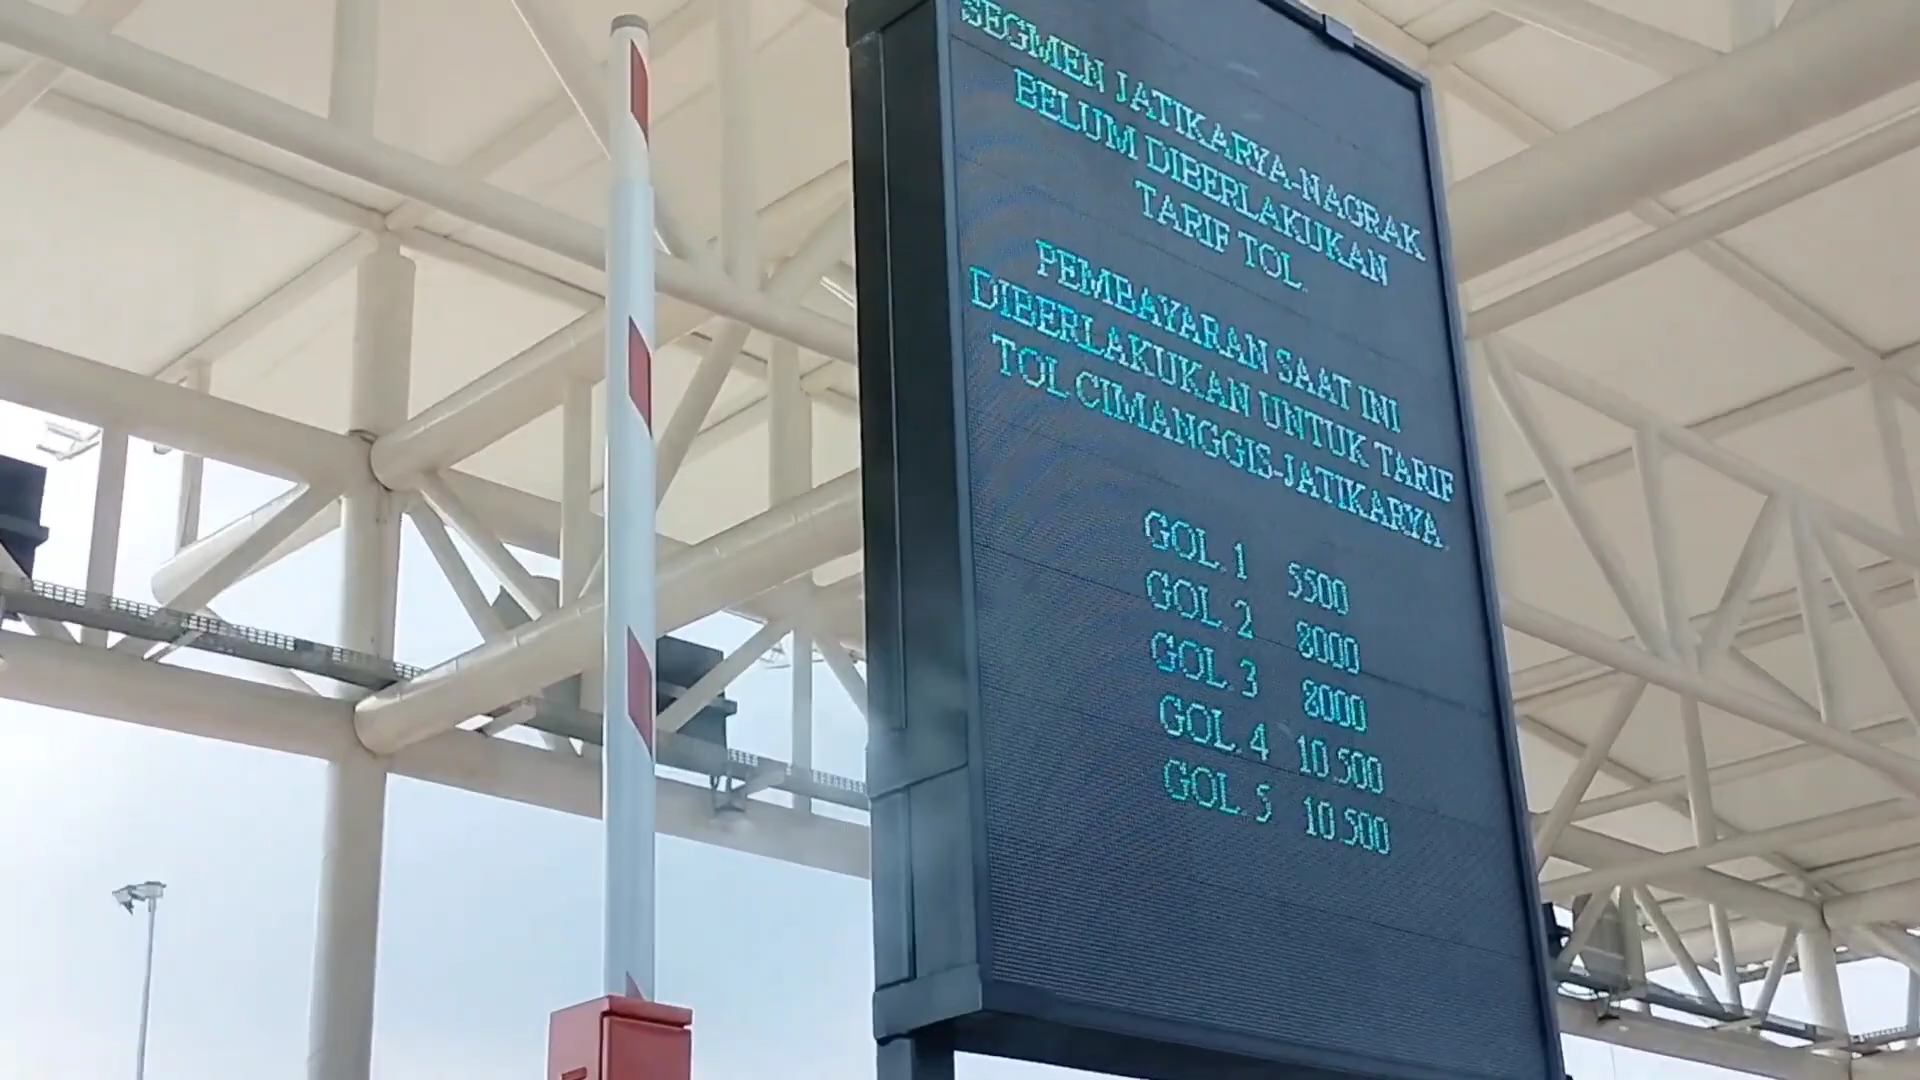 SEGMEN JATIKARYA-NAGRAK
BELUM DIBERLAKUKAN
TARIF TOL.
PEMBAYARAN SAAT INI
DIBERLAKUKAN UNTUK TARIF
TOL CIMANGGIS-JATIKARYA.
GOL. 1 5500
GOL. 2 8000
GOL. 3 8000
GOL. 4 10.500
GOL. 5 10.500